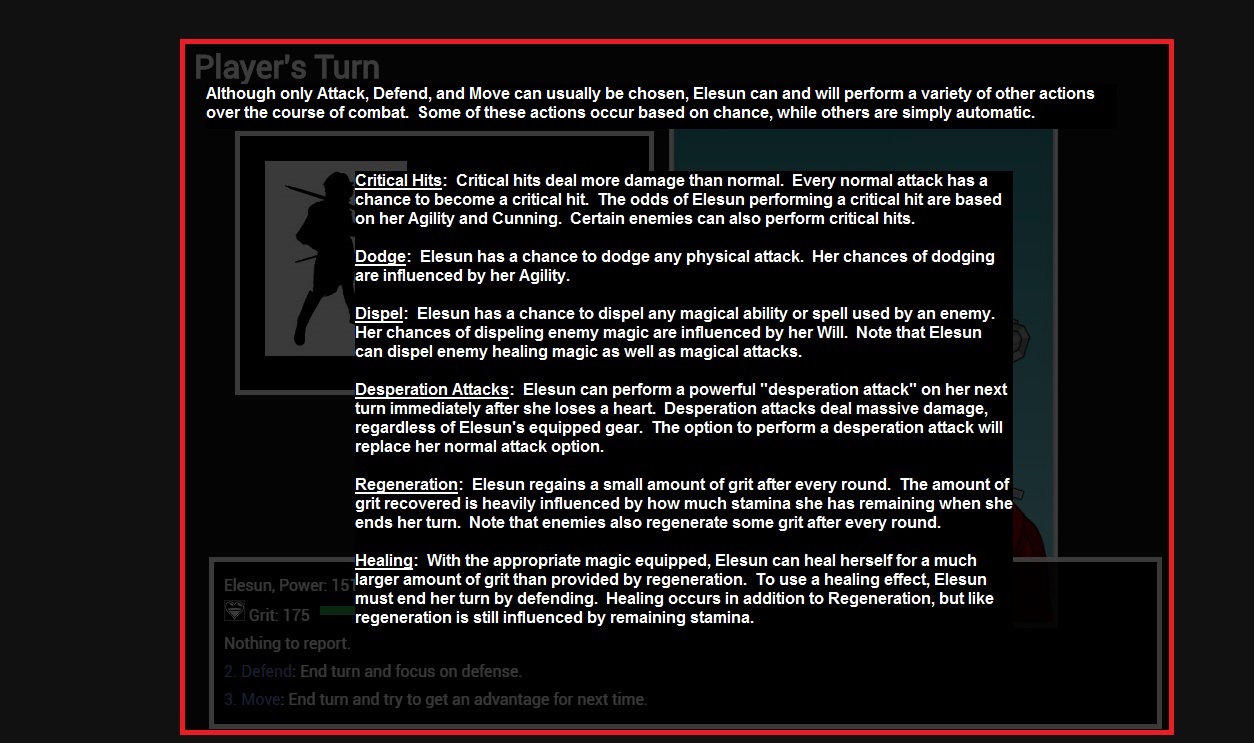 Player's Turn
Although only Attack, Defend, and Move can usually be chosen, Elesun can and will perform a variety of other actions
over the course of combat.  Some of these actions occur based on chance, while others are simply automatic.
Critical Hits:  Critical hits deal more damage than normal.  Every normal attack has a
chance to become a critical hit.  The odds of Elesun performing a critical hit are based
on her Agility and Cunning.  Certain enemies can also perform critical hits.
Dodge:  Elesun has a chance to dodge any physical attack.  Her chances of dodging
are influenced by her Agility.
Dispel:  Elesun has a chance to dispel any magical ability or spell used by an enemy.
Her chances of dispeling enemy magic are influenced by her Will.  Note that Elesun
can dispel enemy healing magic as well as magical attacks.
Desperation Attacks:  Elesun can perform a powerful "desperation attack" on her next
turn immediately after she loses a heart.  Desperation attacks deal massive damage,
regardless of Elesun's equipped gear.  The option to perform a desperation attack will
replace her normal attack option.
Regeneration:  Elesun regains a small amount of grit after every round.  The amount of
grit recovered is heavily influenced by how much stamina she has remaining when she
ends her turn.  Note that enemies also regenerate some grit after every round.
Healing:  With the appropriate magic equipped, Elesun can heal herself for a much
larger amount of grit than provided by regeneration.  To use a healing effect, Elesun
must end her turn by defending.  Healing occurs in addition to Regeneration, but like
regeneration is still influenced by remaining stamina.
Elesun, Power: 151
Grit: 175
Nothing to report.
2. Defend: End turn and focus on defense.
3. Move: End turn and try to get an advantage for next time.